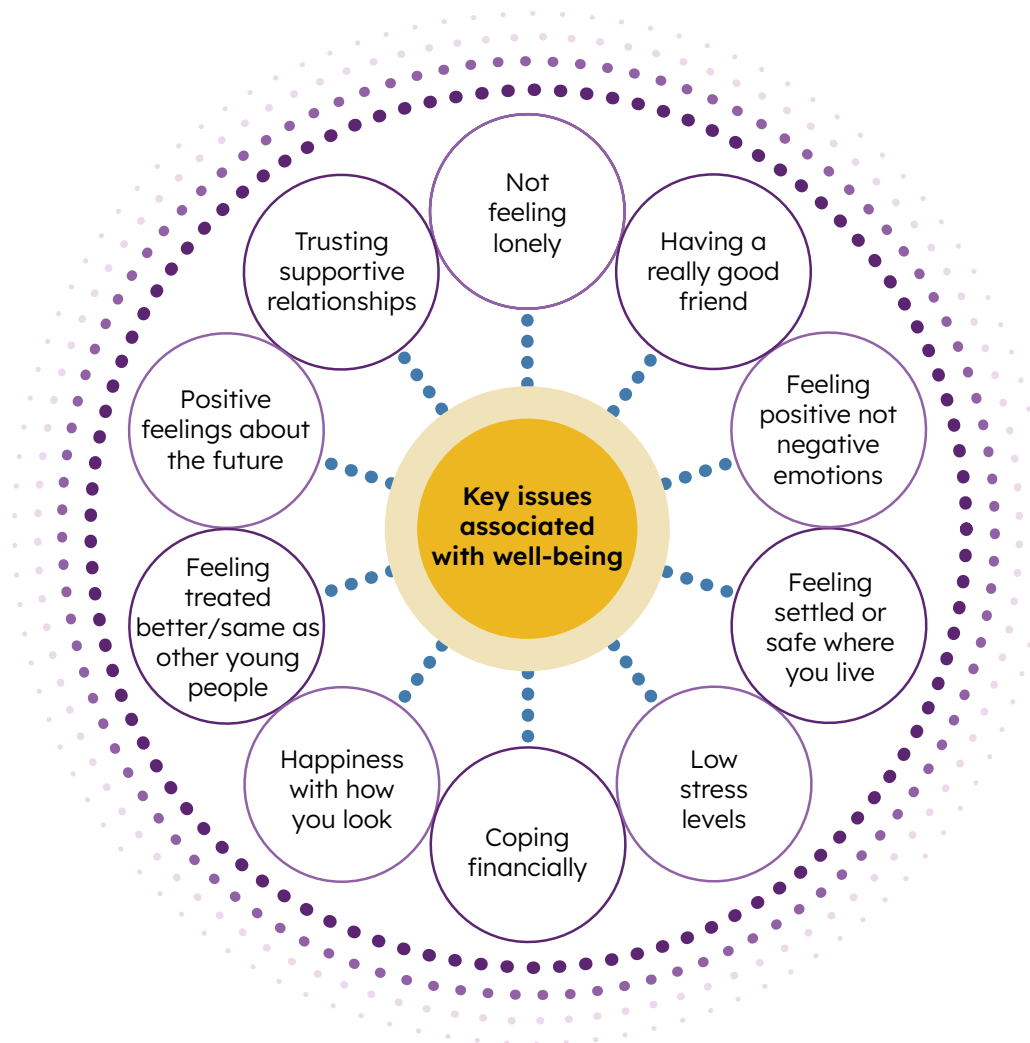 Not
feeling
lonely
Having a
really good
friend
Feeling
positive not
negative
emotions
Feeling
settled or
safe where
you live
Low
stress
levels
Coping
financially
Happiness
with how
you look
Feeling
treated
better/same as
other young
people
Positive
feelings about
the future
Trusting
supportive
relationships
Key issues
associated
with well-being